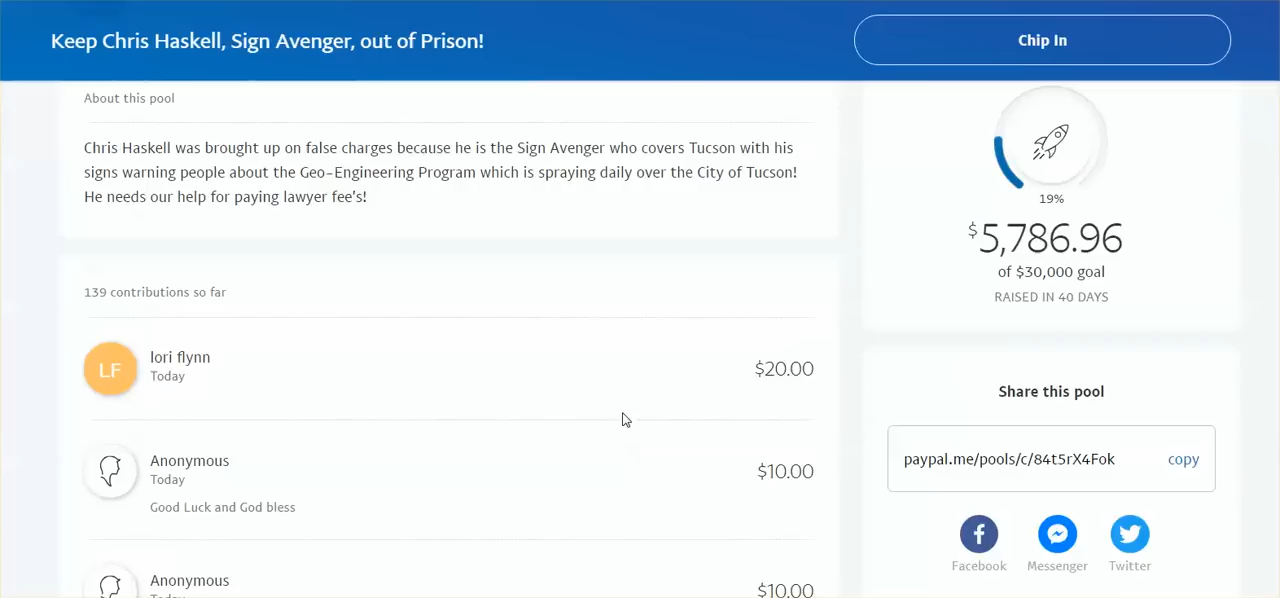 Keep Chris Haskell, Sign Avenger, out of Prison!
Chip In
About this pool
Chris Haskell was brought up on false charges because he is the Sign Avenger who covers Tucson with his
signs warning people about the Geo-Engineering Program which is spraying daily over the City of Tucson!
He needs our help for paying lawyer fee's!
19%
$5,786.96
of $30,000 goal
RAISED IN 40 DAYS
139 contributions so far
LF
lori flynn
Today
$20.00
Anonymous
Today
Good Luck and God bless
$10.00
Anonymous
Today
$10.00
Share this pool
paypal.me/pools/c/84t5rX4Fok
copy
Facebook
Messenger
Twitter